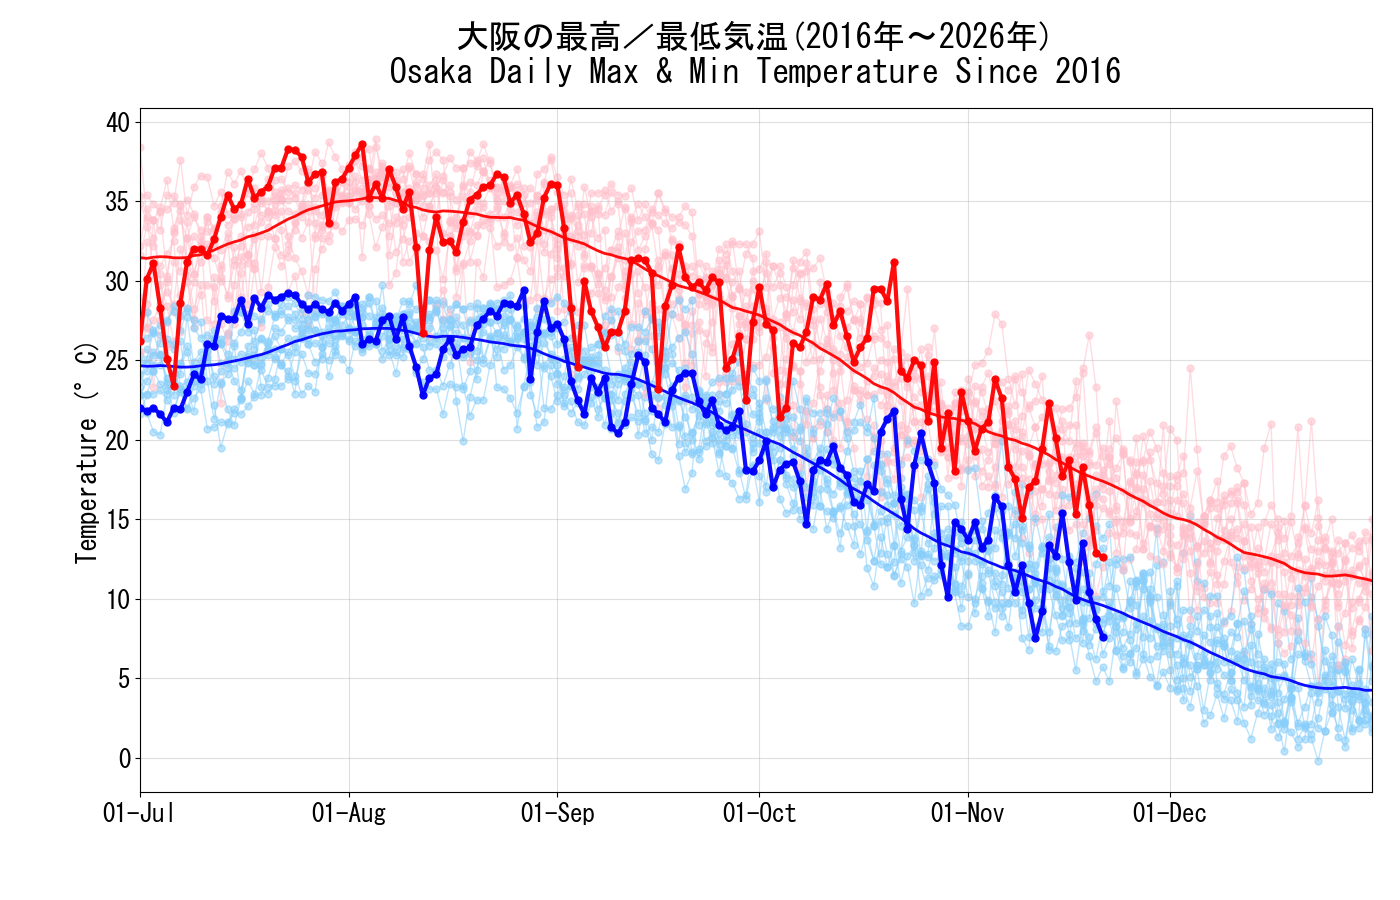 大阪の最高／最低気温(2016年～2026年)
Osaka Daily Max & Min Temperature Since 2016
Temperature (° C)
40
35
30
25
20
15
10
5
0
01-Jul 01-Aug 01-Sep 01-Oct 01-Nov 01-Dec